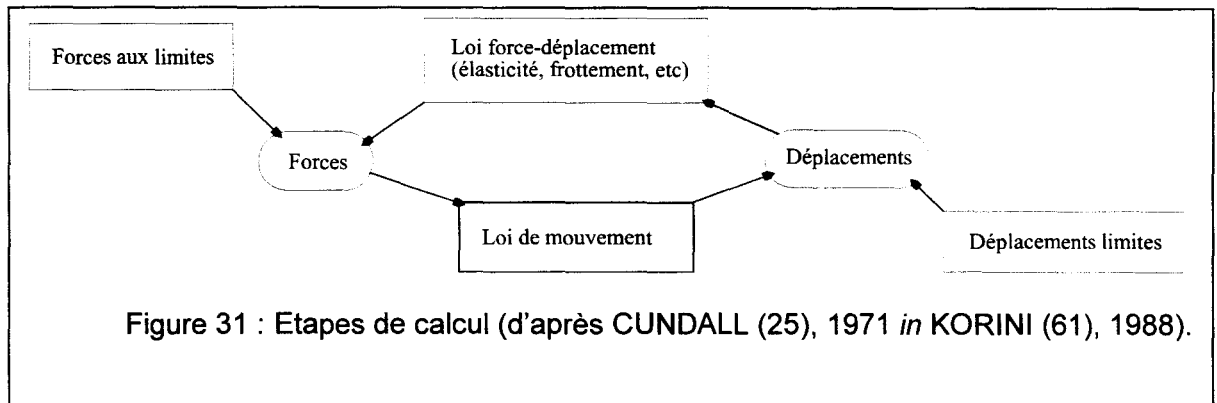 Forces aux limites
Loi force-déplacement
(élasticité, frottement, etc)
Forces
Déplacements
Loi de mouvement
Déplacements limites
Figure 31 : Etapes de calcul (d'après CUNDALL (25), 1971 in KORINI (61), 1988).